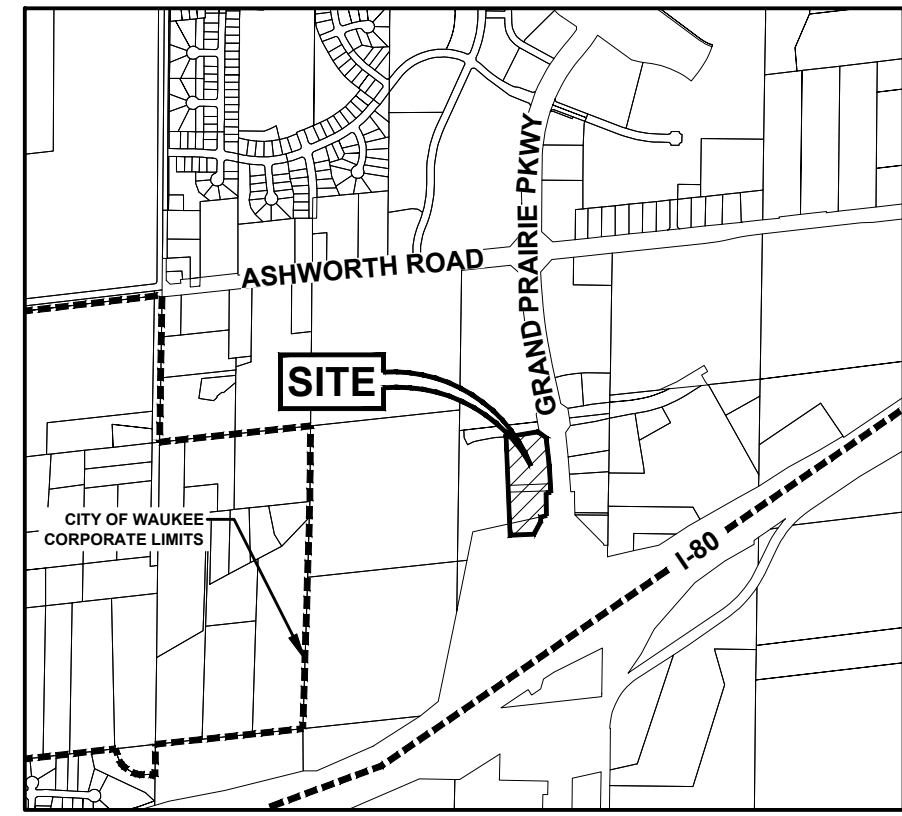 GRAND PRAIRIE PKWY
ASHWORTH ROAD
SITE
CITY OF WAUKEE
CORPORATE LIMITS
I-80